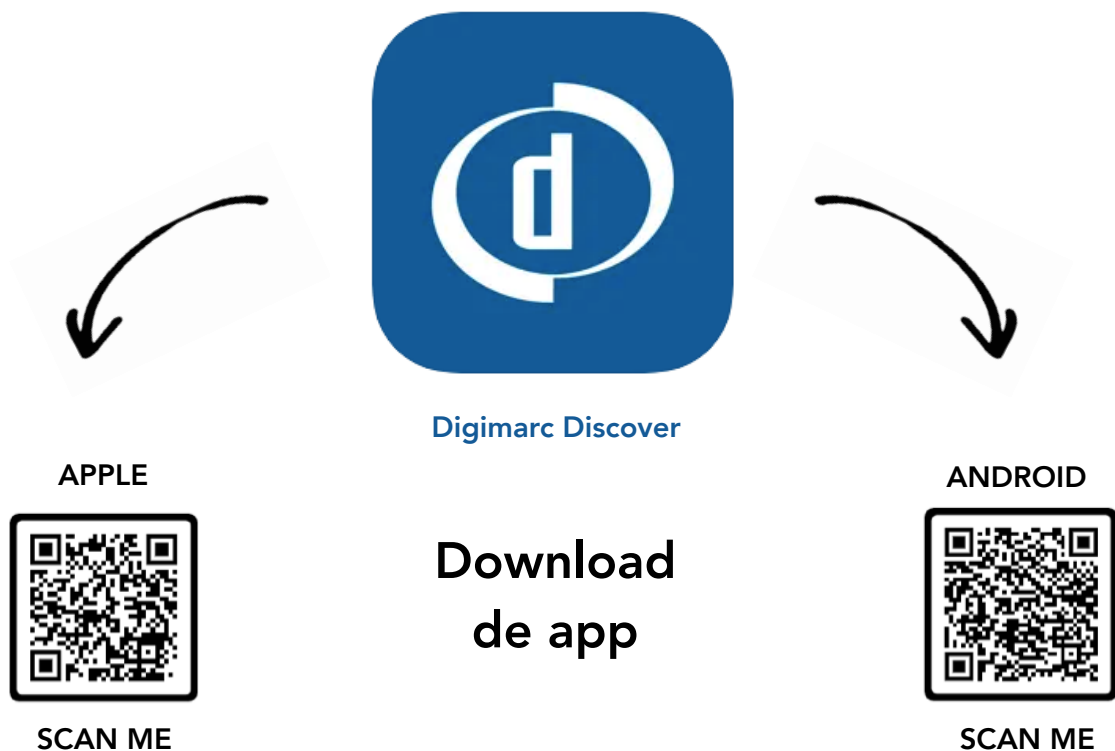 d
Digimarc Discover
APPLE
ANDROID
Download
de app
SCAN ME
SCAN ME